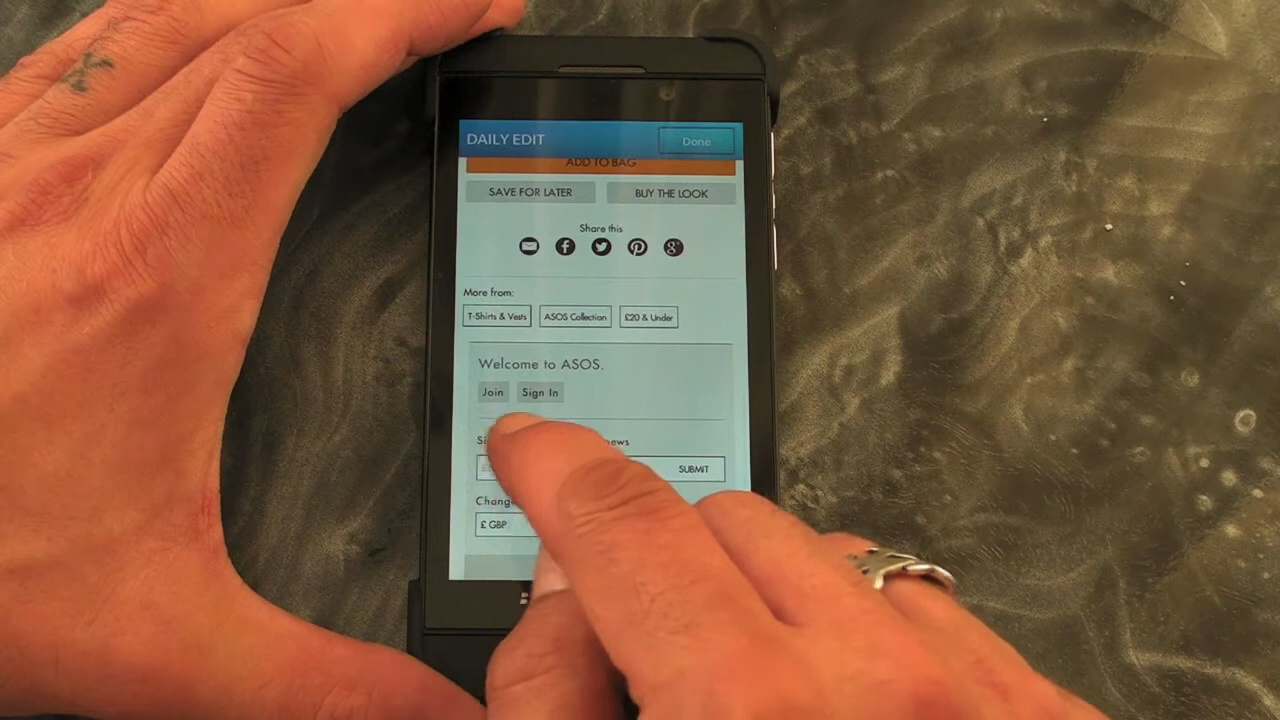 DAILY EDIT Done
ADD TO BAG
SAVE FOR LATER BUY THE LOOK
Share this
More from:
T-Shirts & Vests ASOS Collection £20 & Under
Welcome to ASOS.
Join Sign In
news
SUBMIT
Change
£ GBP